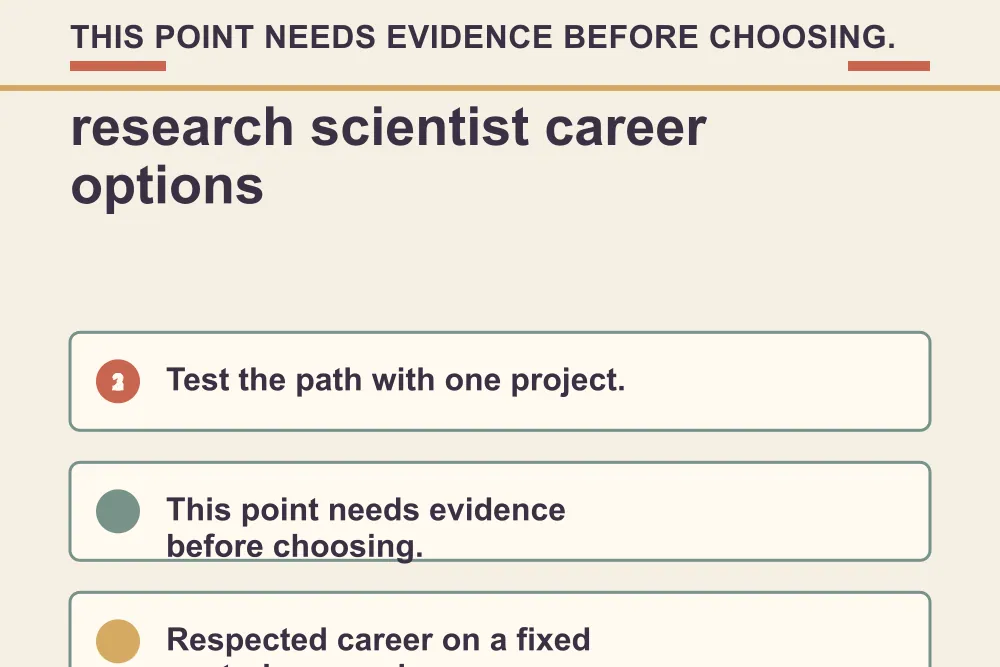 THIS POINT NEEDS EVIDENCE BEFORE CHOOSING.
research scientist career
options
Test the path with one project.
This point needs evidence
before choosing.
Respected career on a fixed